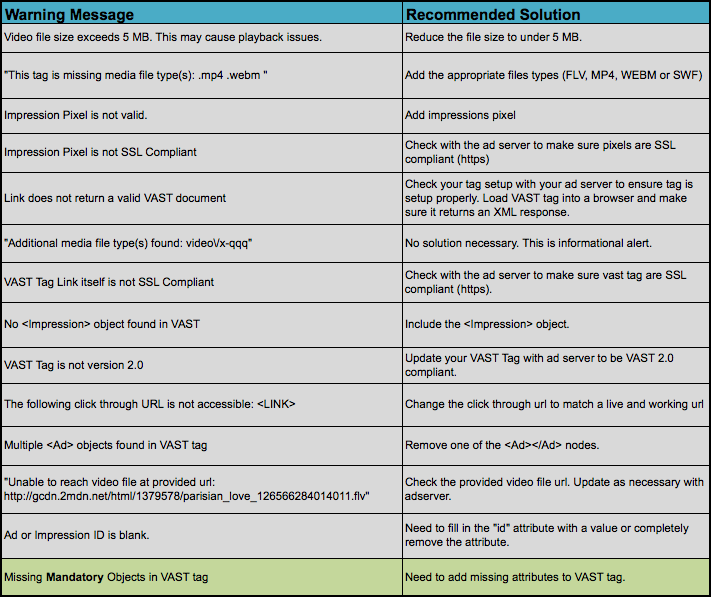 Warning Message
Recommended Solution
Video file size exceeds 5 MB. This may cause playback issues.
Reduce the file size to under 5 MB.
"This tag is missing media file type(s): .mp4 .webm "
Add the appropriate files types (FLV, MP4, WEBM or SWF)
Impression Pixel is not valid.
Add impressions pixel
Impression Pixel is not SSL Compliant
Check with the ad server to make sure pixels are SSL
compliant (https)
Link does not return a valid VAST document
Check your tag setup with your ad server to ensure tag is
setup properly. Load VAST tag into a browser and make
sure it returns an XML response.
"Additional media file type(s) found: video\/x-qqq"
No solution necessary. This is informational alert.
VAST Tag Link itself is not SSL Compliant
Check with the ad server to make sure vast tag are SSL
compliant (https).
No <Impression> object found in VAST
Include the <Impression> object.
VAST Tag is not version 2.0
Update your VAST Tag with ad server to be VAST 2.0
compliant.
The following click through URL is not accessible: <LINK>
Change the click through url to match a live and working url
Multiple <Ad> objects found in VAST tag
Remove one of the <Ad></Ad> nodes.
"Unable to reach video file at provided url:
http://gcdn.2mdn.net/html/1379578/parisian_love_126566284014011.flv"
Check the provided video file url. Update as necessary with
adserver.
Ad or Impression ID is blank.
Need to fill in the "id" attribute with a value or completely
remove the attribute.
Missing Mandatory Objects in VAST tag
Need to add missing attributes to VAST tag.